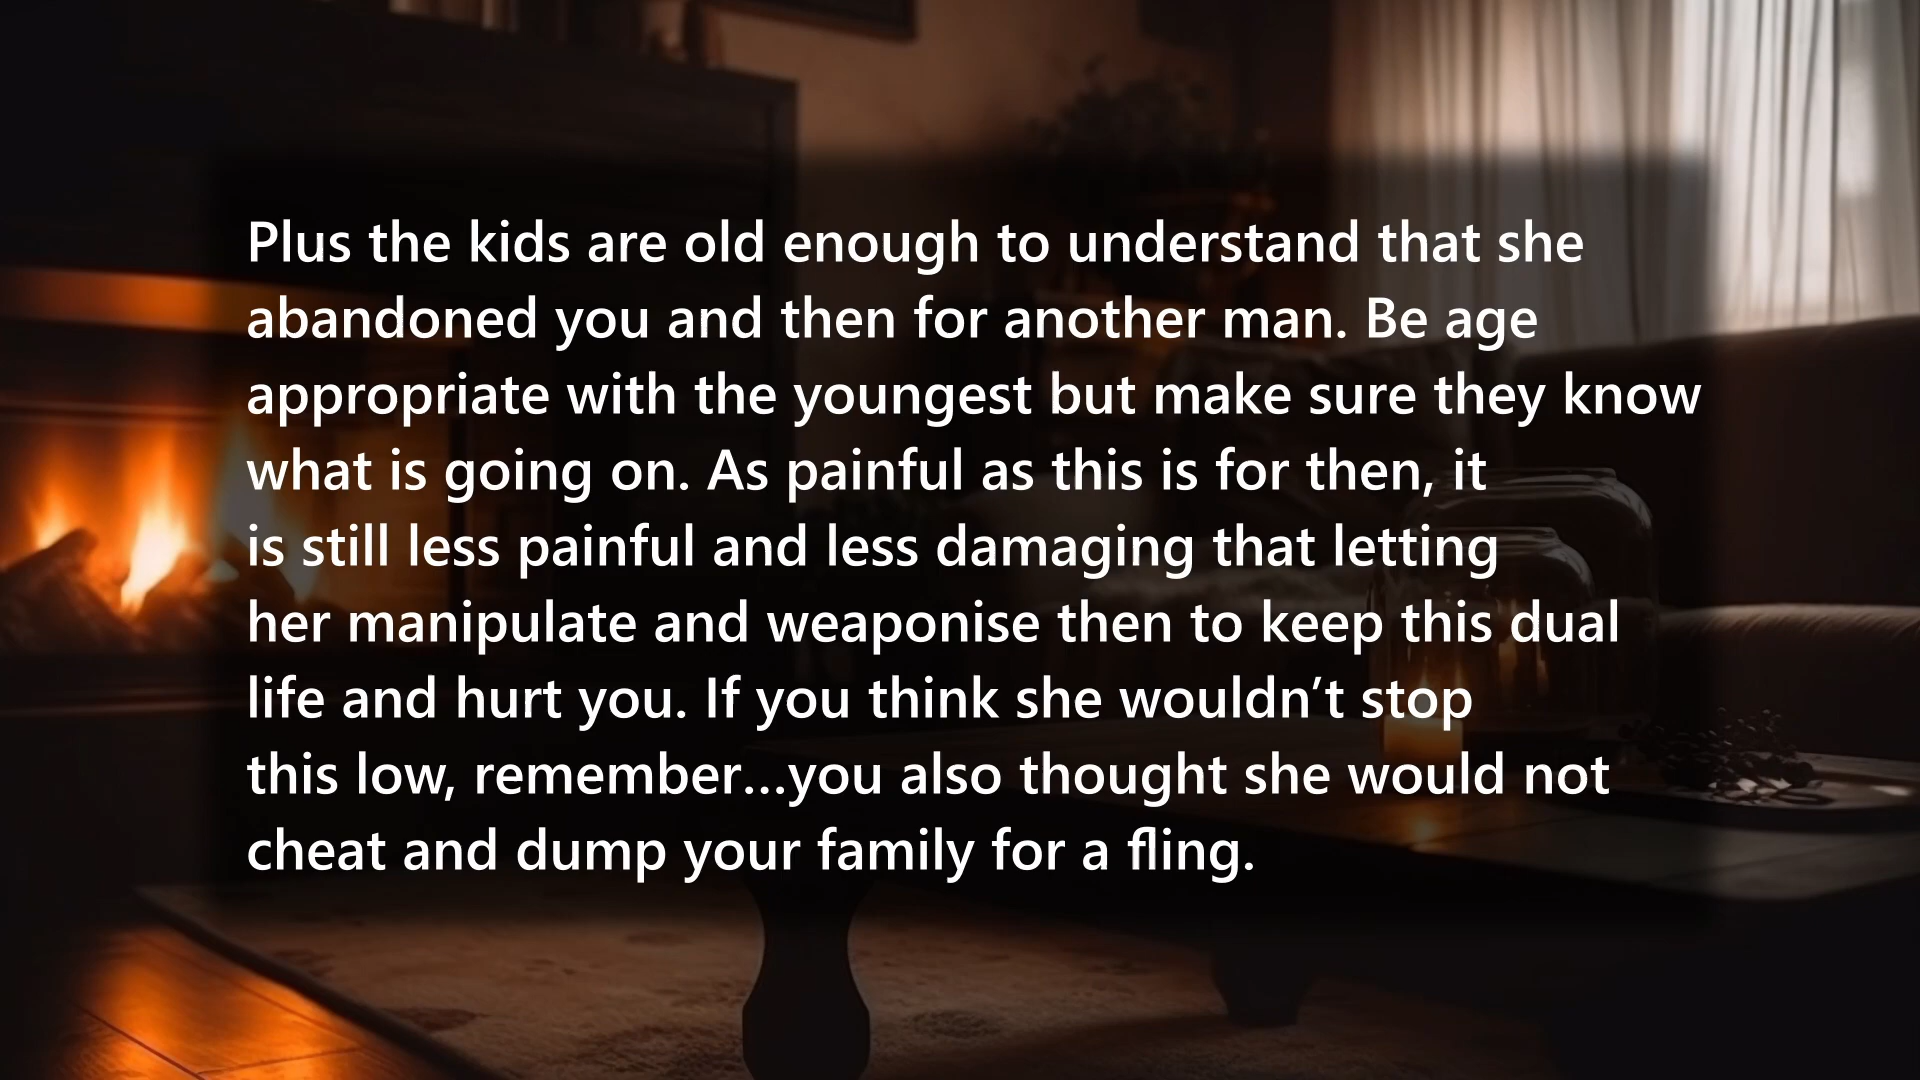 Plus the kids are old enough to understand that she
abandoned you and then for another man. Be age
appropriate with the youngest but make sure they know
what is going on. As painful as this is for then, it
is still less painful and less damaging that letting
her manipulate and weaponise then to keep this dual
life and hurt you. If you think she wouldn’t stop
this low, remember…you also thought she would not
cheat and dump your family for a fling.